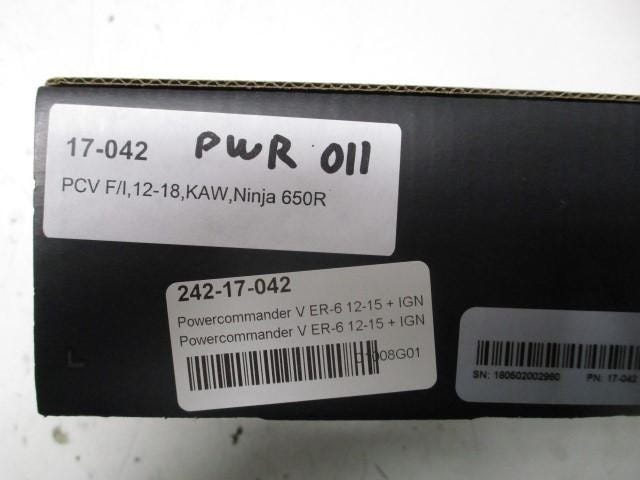 17-042 PWR 011
PCV F/I,12-18,KAW,Ninja 650R
242-17-042
Powercommander V ER-6 12-15 + IGN
Powercommander V ER-6 12-15 + IGN
SN: 180502002960 PN: 17-042
L